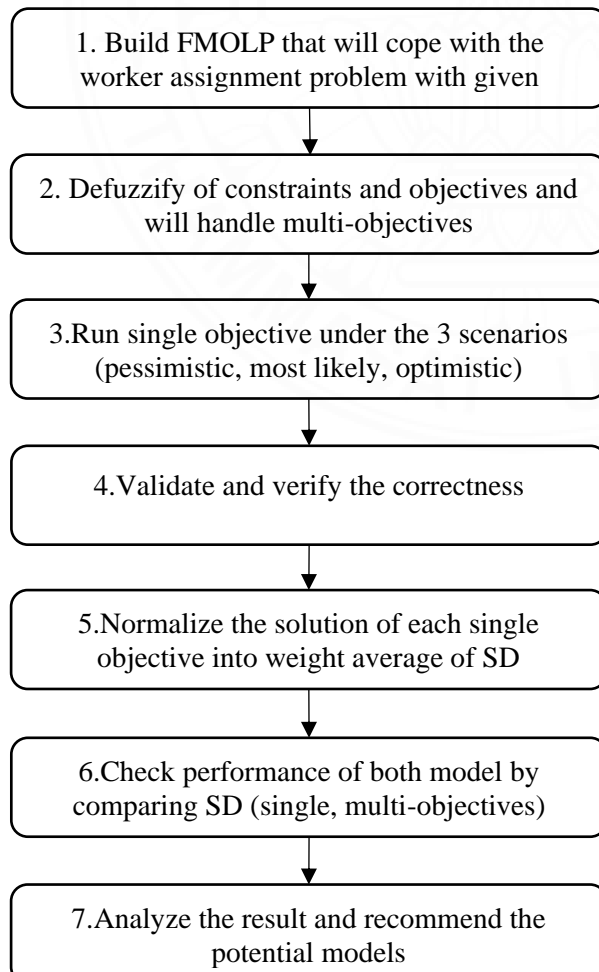 1. Build FMOLP that will cope with the
worker assignment problem with given
2. Defuzzify of constraints and objectives and
will handle multi-objectives
3.Run single objective under the 3 scenarios
(pessimistic, most likely, optimistic)
4.Validate and verify the correctness
5.Normalize the solution of each single
objective into weight average of SD
6.Check performance of both model by
comparing SD (single, multi-objectives)
7.Analyze the result and recommend the
potential models